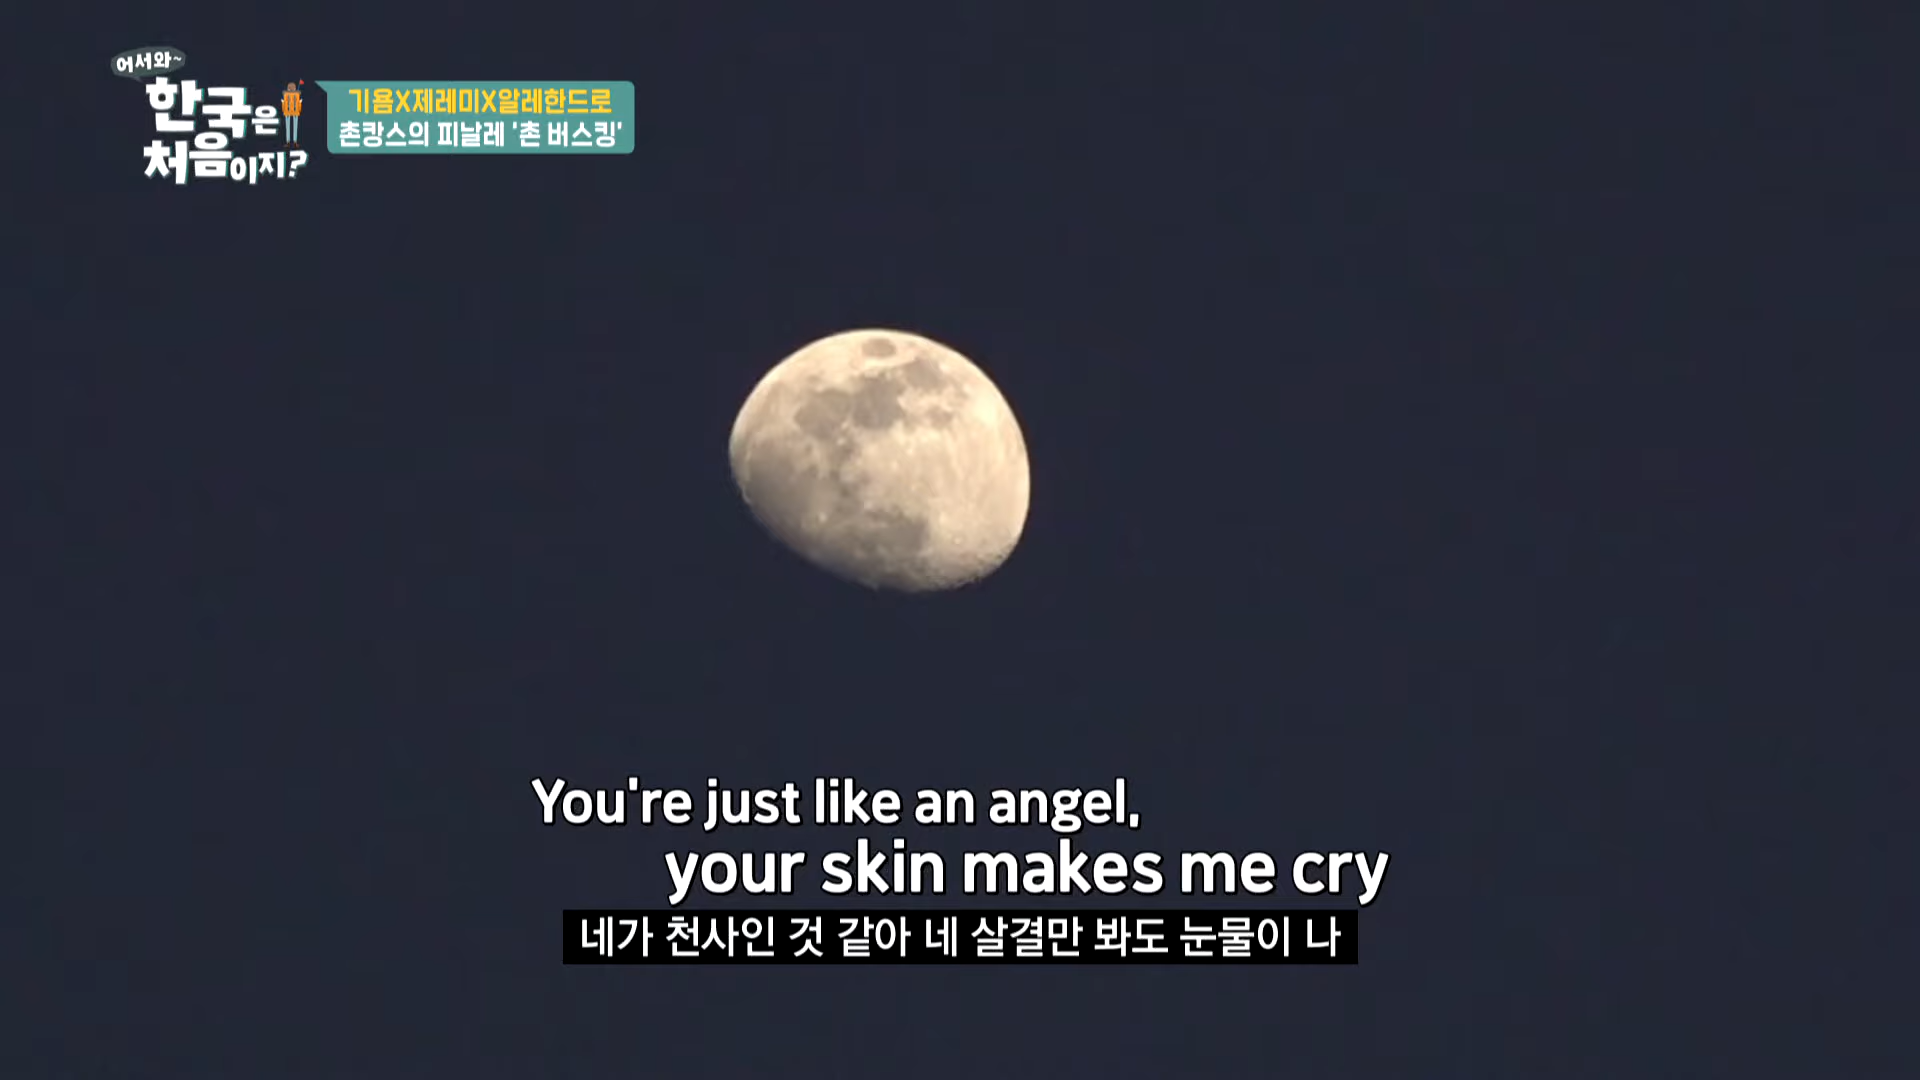 어서와~
한국은
처음이지?
기욤X제레미X알레한드로
촌캉스의 피날레 '촌 버스킹'
You're just like an angel,
your skin makes me cry
네가 천사인 것 같아 네 살결만 봐도 눈물이 나